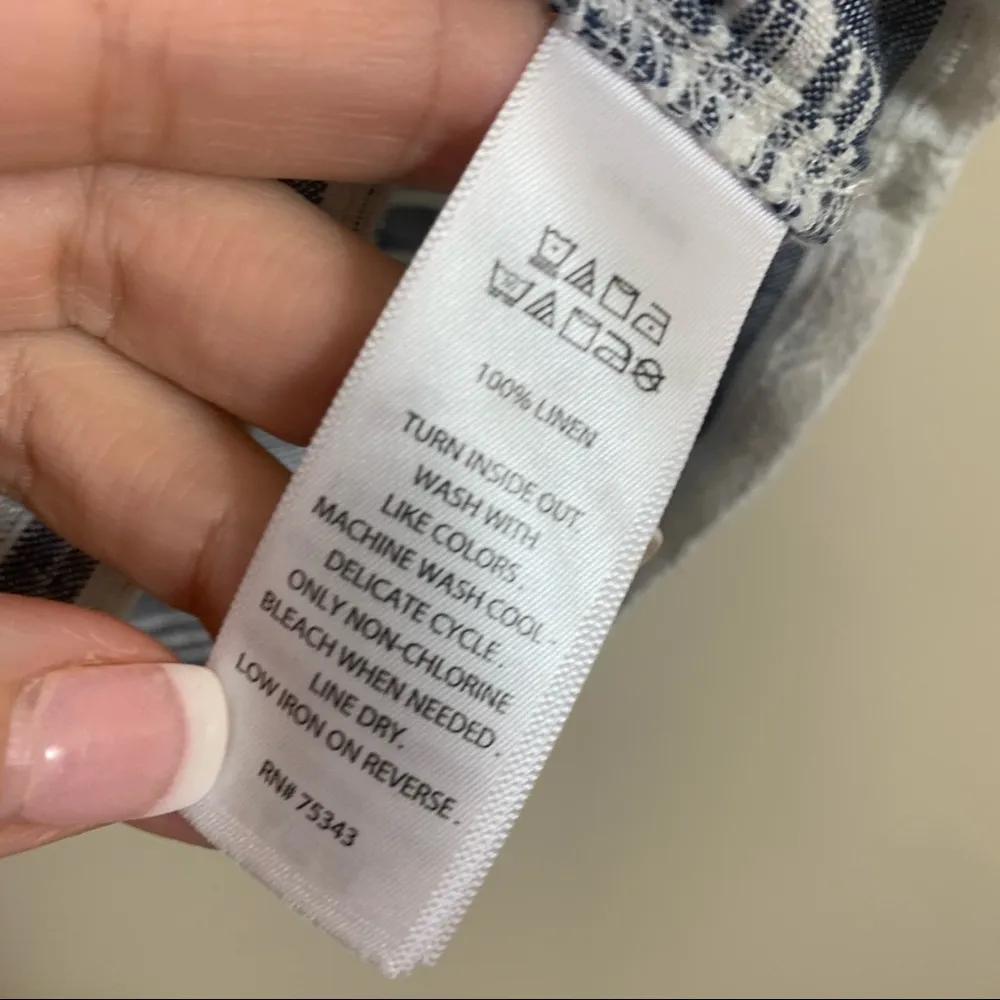 100% LINEN
TURN INSIDE OUT.
WASH WITH
LIKE COLORS.
MACHINE WASH COOL.
DELICATE CYCLE.
ONLY NON-CHLORINE
BLEACH WHEN NEEDED.
LINE DRY.
LOW IRON ON REVERSE.
RN# 75343